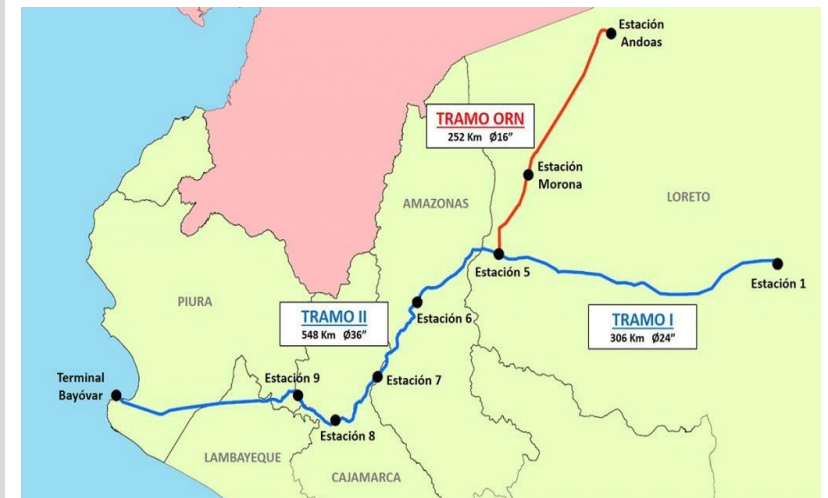 Estación
Andoas
TRAMO ORN
252 Km Ø16”
Estación
Morona
AMAZONAS
LORETO
Estación 5
Estación 1
PIURA
TRAMO II
548 Km Ø36”
Estación 6
TRAMO I
306 Km Ø24”
Terminal
Bayóvar
Estación 9
Estación 7
Estación 8
LAMBAYEQUE
CAJAMARCA